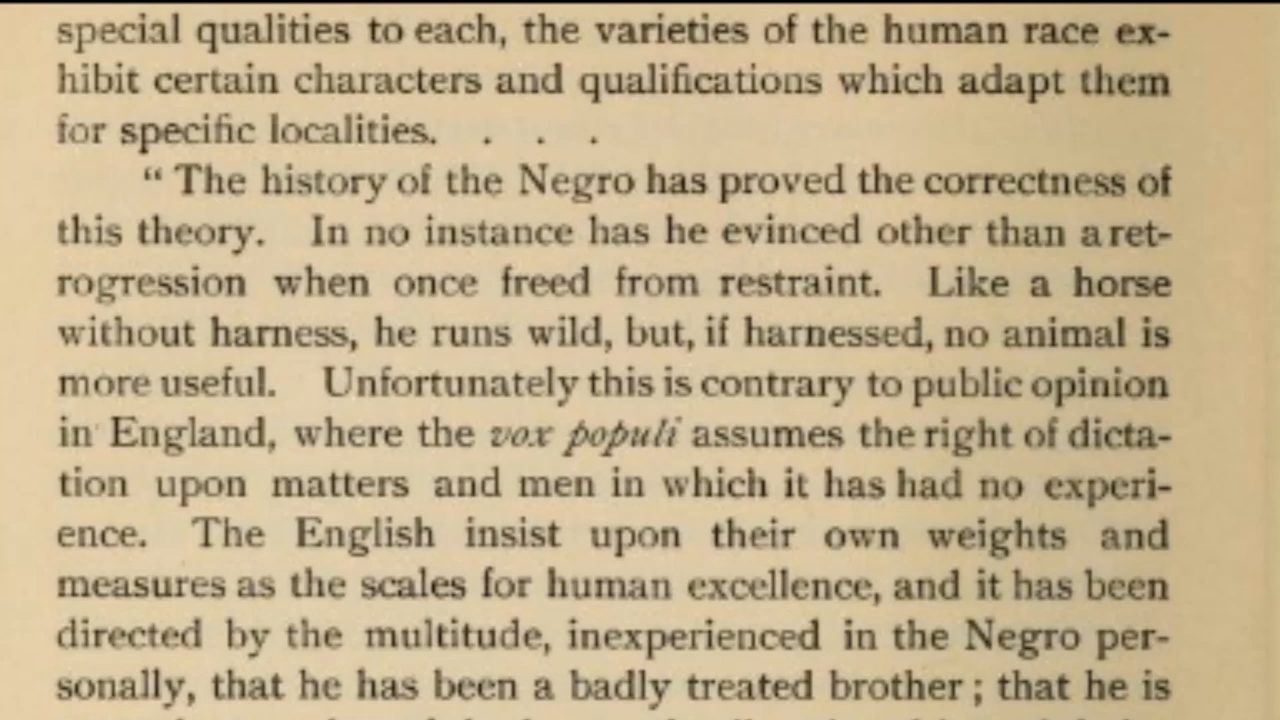 special qualities to each, the varieties of the human race ex-
hibit certain characters and qualifications which adapt them
for specific localities. . . .
“ The history of the Negro has proved the correctness of
this theory. In no instance has he evinced other than a ret-
rogression when once freed from restraint. Like a horse
without harness, he runs wild, but, if harnessed, no animal is
more useful. Unfortunately this is contrary to public opinion
in England, where the vox populi assumes the right of dicta-
tion upon matters and men in which it has had no experi-
ence. The English insist upon their own weights and
measures as the scales for human excellence, and it has been
directed by the multitude, inexperienced in the Negro per-
sonally, that he has been a badly treated brother ; that he is